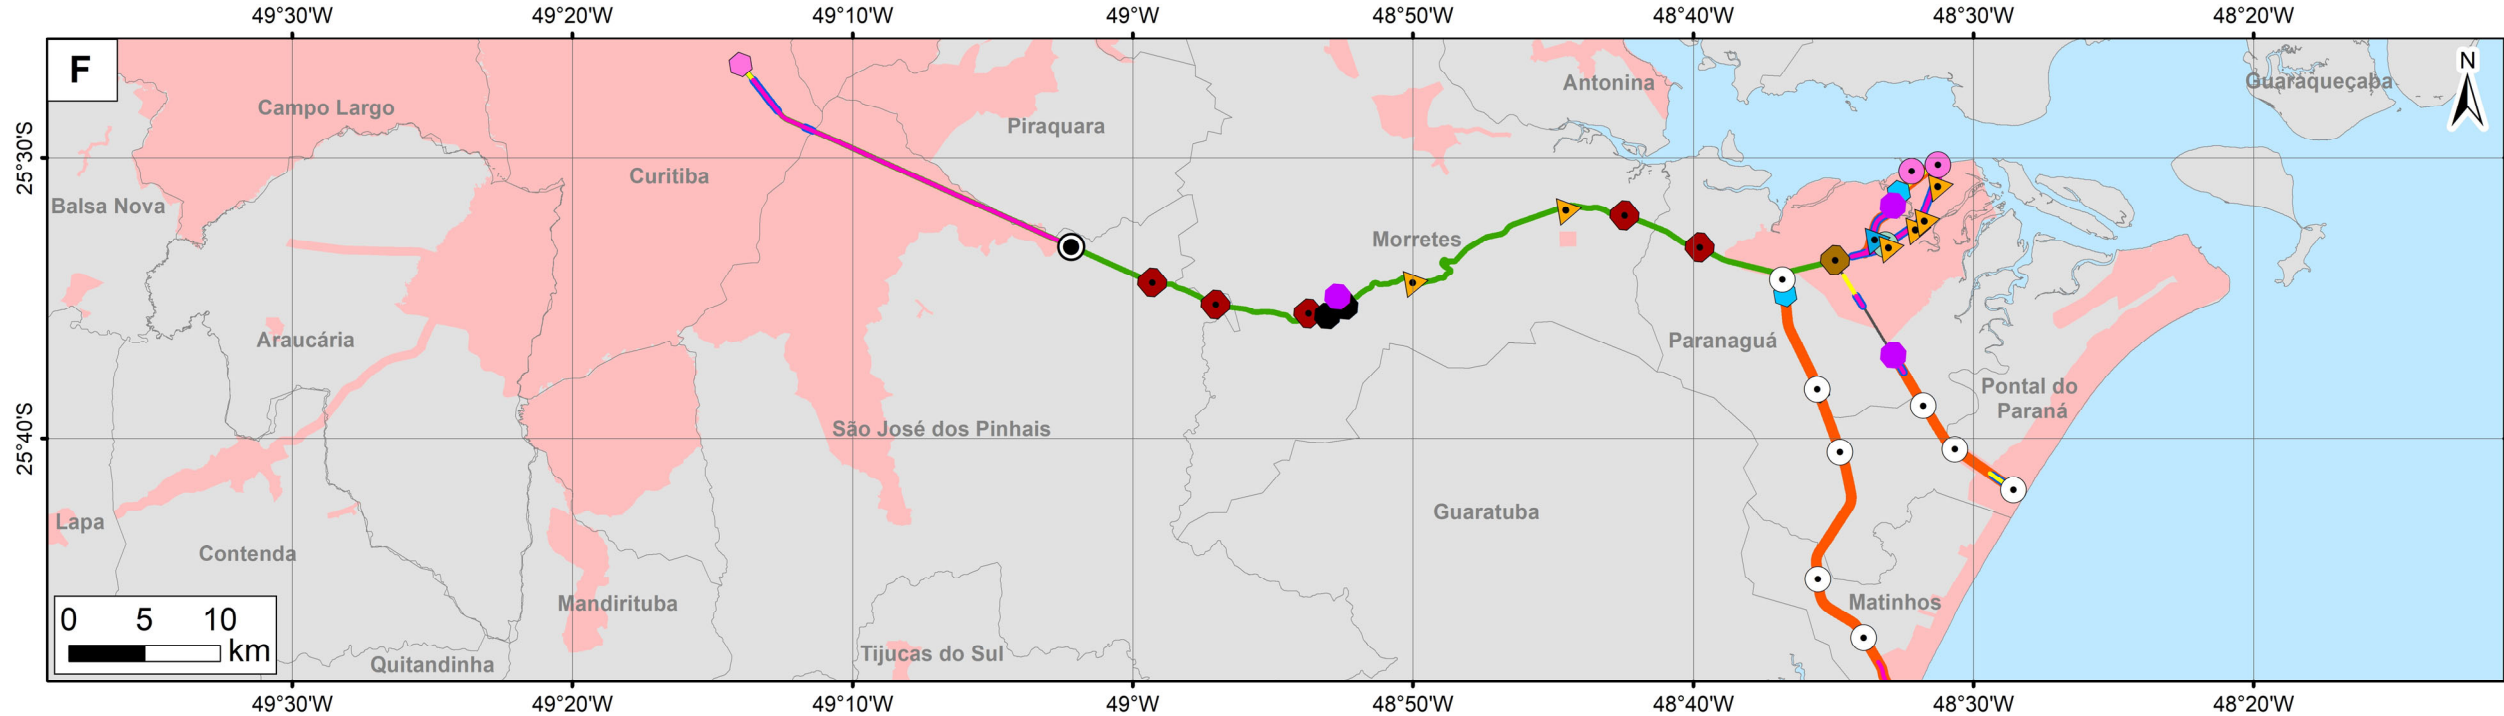 49°30'W 49°20'W 49°10'W 49°W 48°50'W 48°40'W 48°30'W 48°20'W
F
N
Antonina
Guaraqueçaba
Campo Largo
Piraquara
25°30'S
Curitiba
Balsa Nova
Morretes
Araucária
Paranaguá
Pontal do
Paraná
São José dos Pinhais
25°40'S
Guaratuba
Lapa
Contenda
Mandirituba
Matinhos
0 5 10
km
Quitandinha
Tijucas do Sul
49°30'W 49°20'W 49°10'W 49°W 48°50'W 48°40'W 48°30'W 48°20'W